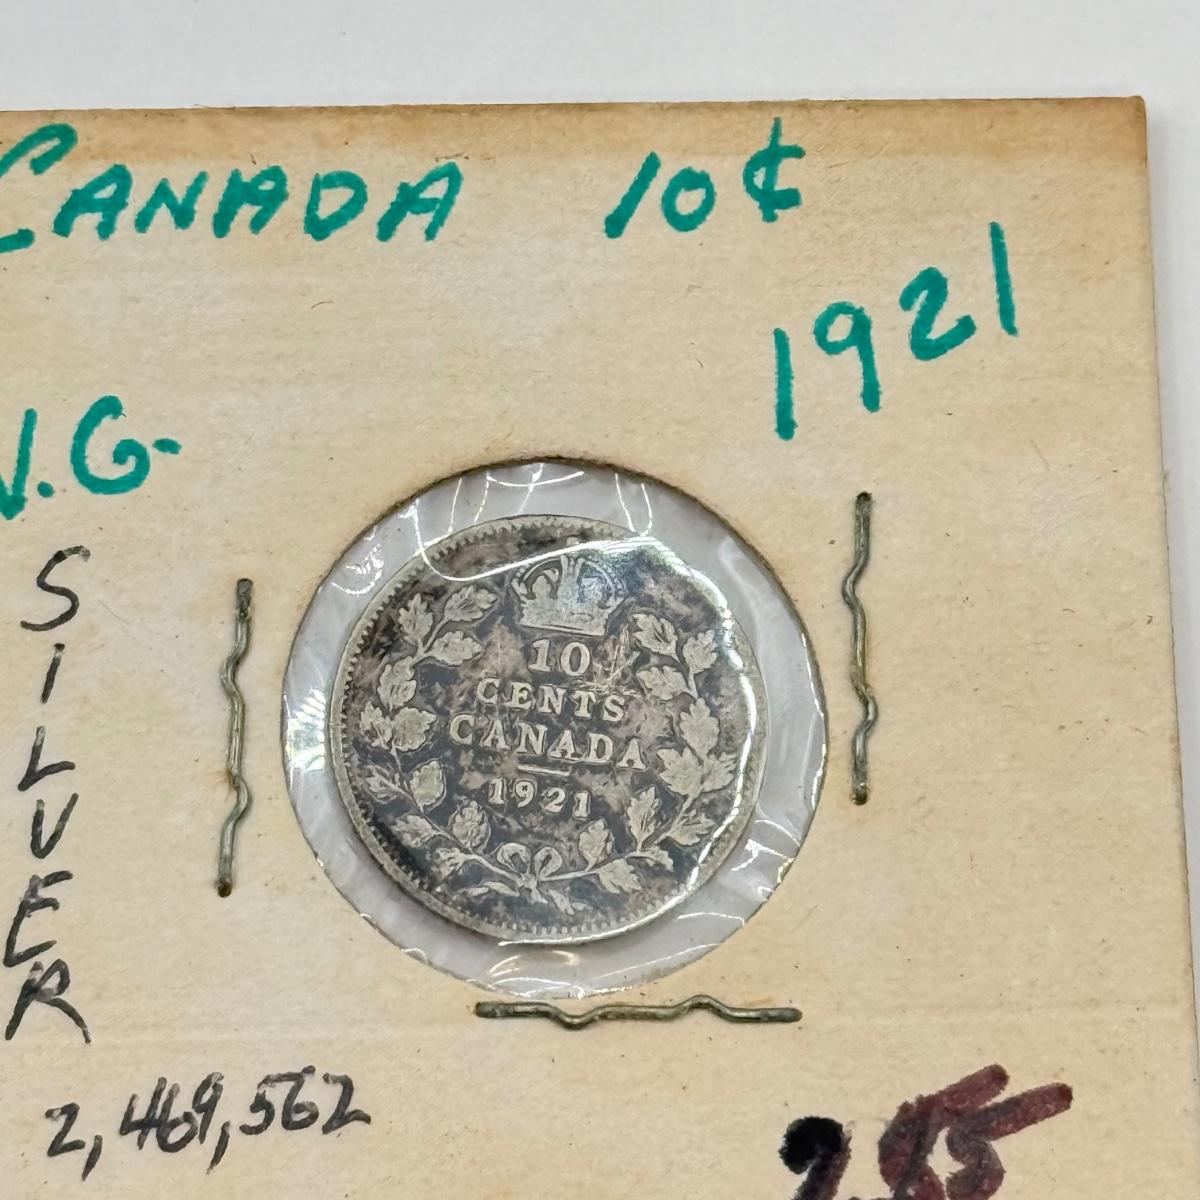 CANADA 10¢
1921
V.G.
SILVER
10
CENTS
CANADA
1921
2,469,562